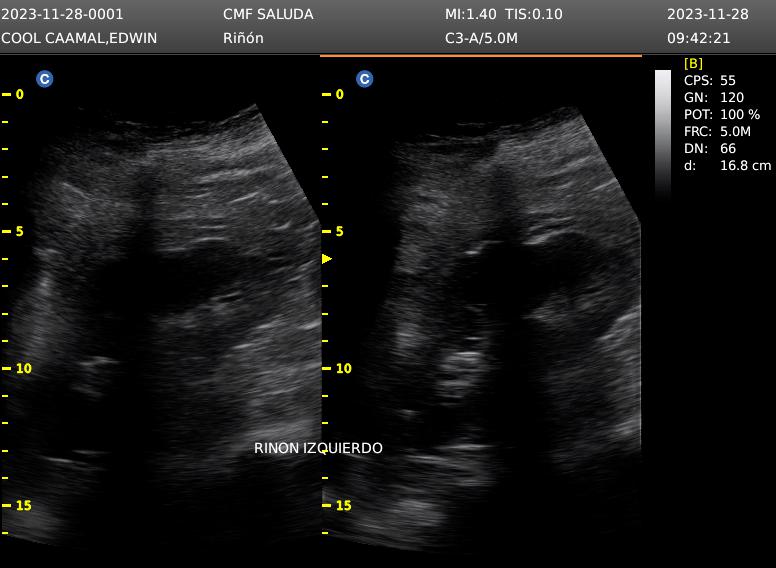 2023-11-28-0001 CMF SALUDA MI:1.40 TIS:0.10 2023-11-28
COOL CAAMAL,EDWIN Riñón C3-A/5.0M 09:42:21
C C [B]
0 0 CPS: 55
GN: 120
POT: 100 %
FRC: 5.0M
DN: 66
d: 16.8 cm
5 5
10 10
RINON IZQUIERDO
15 15